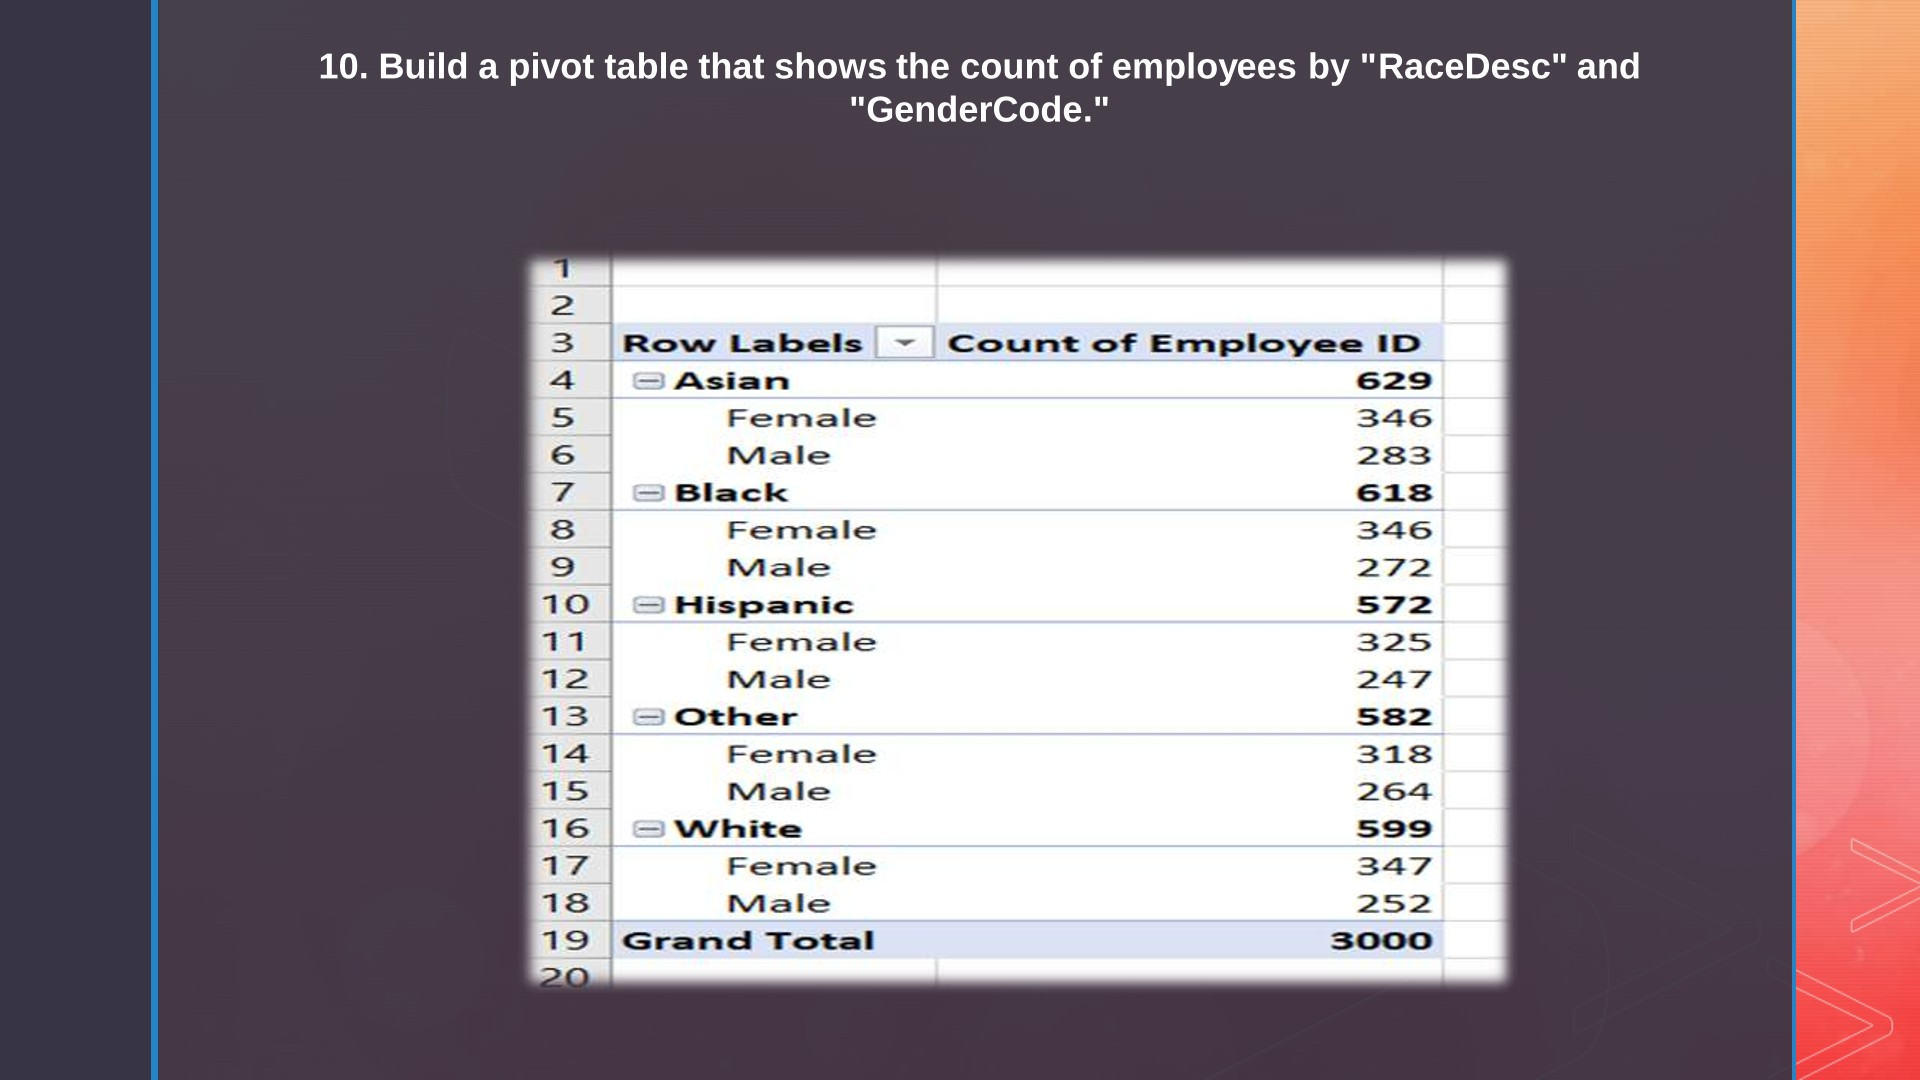 10. Build a pivot table that shows the count of employees by "RaceDesc" and
"GenderCode."
1
2
3 Row Labels Count of Employee ID
4 Asian 629
5 Female 346
6 Male 283
7 Black 618
8 Female 346
9 Male 272
10 Hispanic 572
11 Female 325
12 Male 247
13 Other 582
14 Female 318
15 Male 264
16 White 599
17 Female 347
18 Male 252
19 Grand Total 3000
20